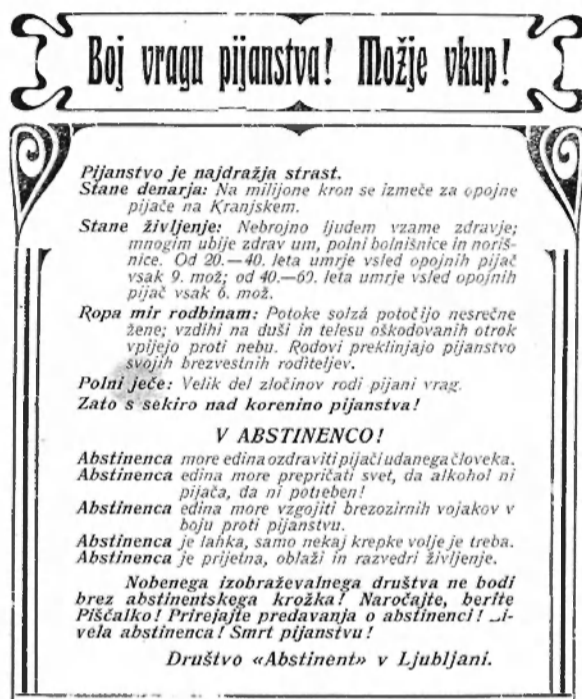 Boj vragu pijanstva! Možje vkup!
Pijanstvo je najdražja strast.
Stane denarja: Na milijone kron se izmeče za opojne
pijače na Kranjskem.
Stane življenje: Nebrojno ljudem vzame zdravje;
mnogim ubije zdrav um, polni bolnišnice in noriš-
nice. Od 20.—40. leta umrje vsled opojnih pijač
vsak 9. mož; od 40.—60. leta umrje vsled opojnih
pijač vsak 6. mož.
Ropa mir rodbinam: Potoke solzá potočijo nesrečne
žene; vzdihi na duši in telesu oškodovanih otrok
vpijejo proti nebu. Rodovi preklinjajo pijanstvo
svojih brezvestnih roditeljev.
Polni ječe: Velik del zločinov rodi pijani vrag.
Zato s sekiro nad korenino pijanstva!
V ABSTINENCO!
Abstinenca more edina ozdraviti pijači udanega človeka.
Abstinenca edina more prepričati svet, da alkohol ni
pijača, da ni potreben!
Abstinenca edina more vzgojiti brezozirnih vojakov v
boju proti pijanstvu.
Abstinenca je lahka, samo nekaj krepke volje je treba.
Abstinenca je prijetna, oblaži in razvedri življenje.
Nobenega izobraževalnega društva ne bodi
brez abstinentskega krožka! Naročajte, berite
Piščalko! Prirejajte predavanja o abstinenci!
vela abstinenca! Smrt pijanstvu!
Društvo «Abstinent» v Ljubljani.